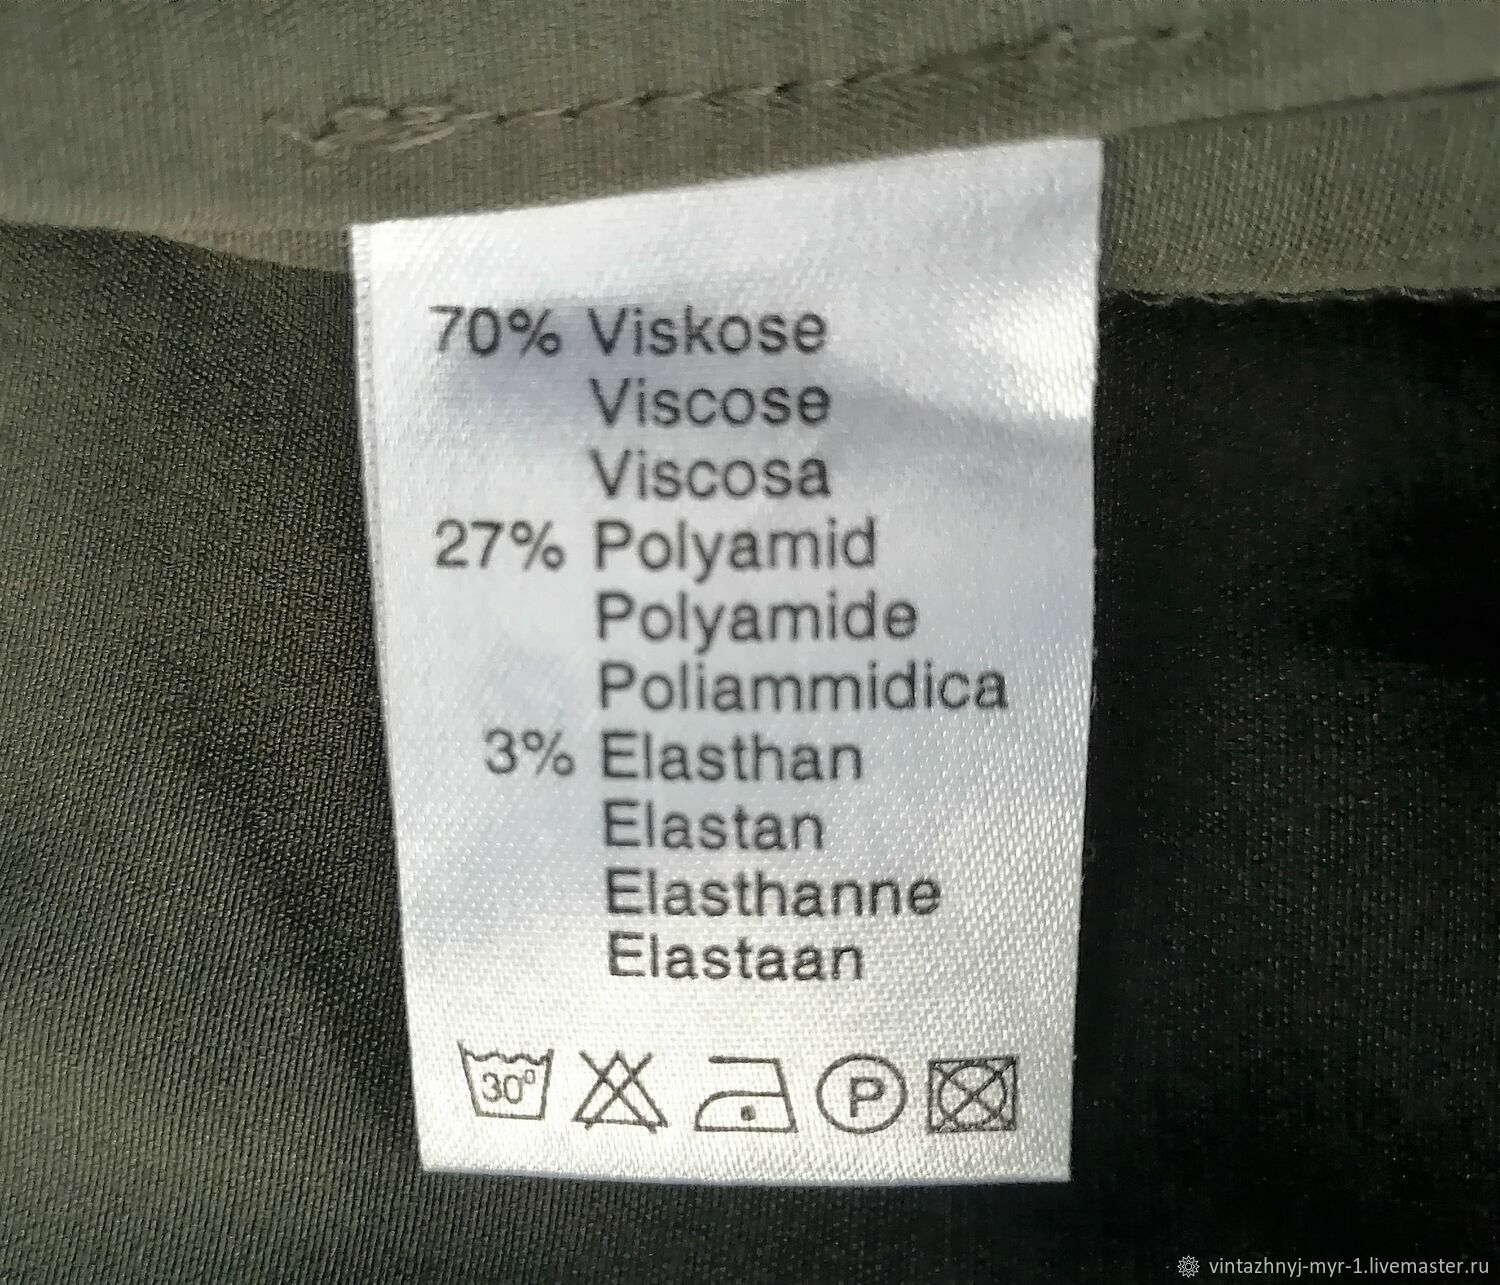 70% Viskose
Viscose
Viscosa
27% Polyamid
Polyamide
Poliammidica
3% Elasthan
Elastan
Elasthanne
Elastaan
30°
P
vintazhnyj-myr-1.livemaster.ru